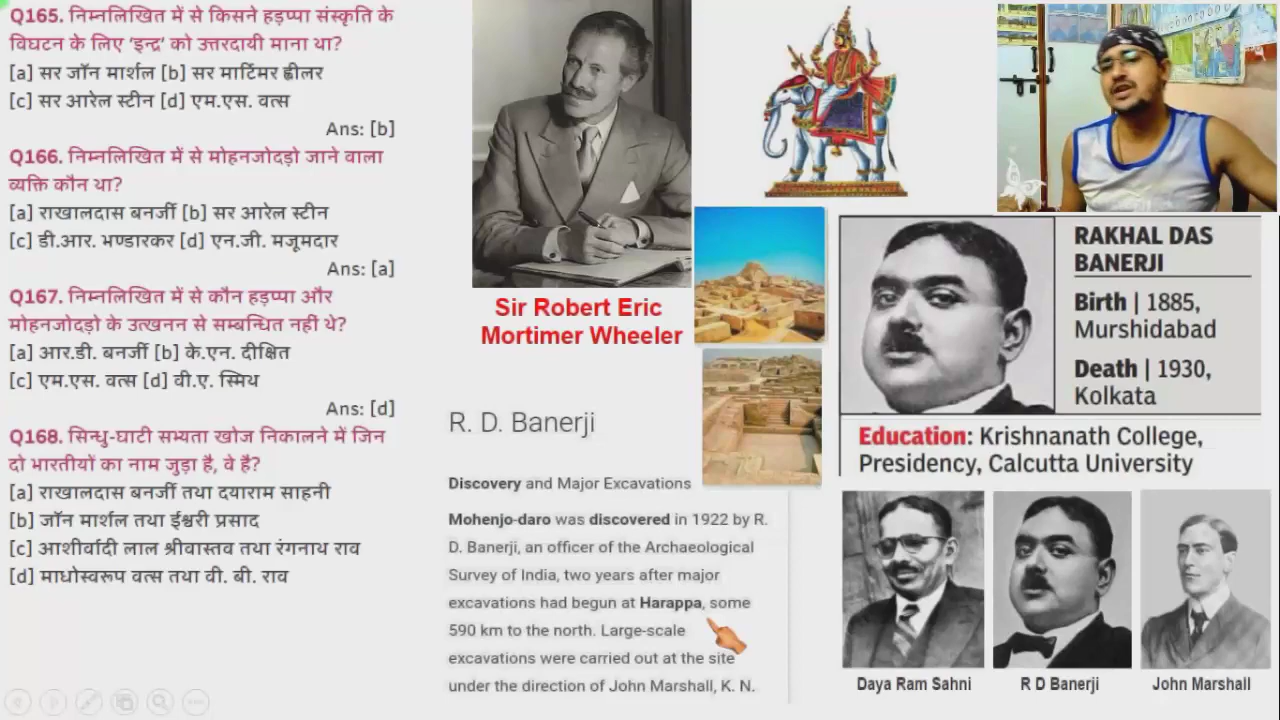 Q165. निम्नलिखित में से किसने हड़प्पा संस्कृति के
विघटन के लिए ‘इन्द्र’ को उत्तरदायी माना था?
[a] सर जॉन मार्शल [b] सर मार्टिमर ह्वीलर
[c] सर आरेल स्टीन [d] एम.एस. वत्स
Ans: [b]
Q166. निम्नलिखित में से मोहनजोदड़ो जाने वाला
व्यक्ति कौन था?
[a] राखालदास बनर्जी [b] सर आरेल स्टीन
[c] डी.आर. भण्डारकर [d] एन.जी. मजूमदार
Ans: [a]
Q167. निम्नलिखित में से कौन हड़प्पा और
मोहनजोदड़ो के उत्खनन से सम्बन्धित नहीं थे?
[a] आर.डी. बनर्जी [b] के.एन. दीक्षित
[c] एम.एस. वत्स [d] वी.ए. स्मिथ
Ans: [d]
Q168. सिन्धु-घाटी सभ्यता खोज निकालने में जिन
दो भारतीयों का नाम जुड़ा है, वे है?
[a] राखालदास बनर्जी तथा दयाराम साहनी
[b] जॉन मार्शल तथा ईश्वरी प्रसाद
[c] आशीर्वादी लाल श्रीवास्तव तथा रंगनाथ राव
[d] माधोस्वरूप वत्स तथा वी. बी. राव
Sir Robert Eric
Mortimer Wheeler
R. D. Banerji
Discovery and Major Excavations
Mohenjo-daro was discovered in 1922 by R.
D. Banerji, an officer of the Archaeological
Survey of India, two years after major
excavations had begun at Harappa, some
590 km to the north. Large-scale
excavations were carried out at the site
under the direction of John Marshall, K. N.
RAKHAL DAS
BANERJI
Birth | 1885,
Murshidabad
Death | 1930,
Kolkata
Education: Krishnanath College,
Presidency, Calcutta University
Daya Ram Sahni
R D Banerji
John Marshall